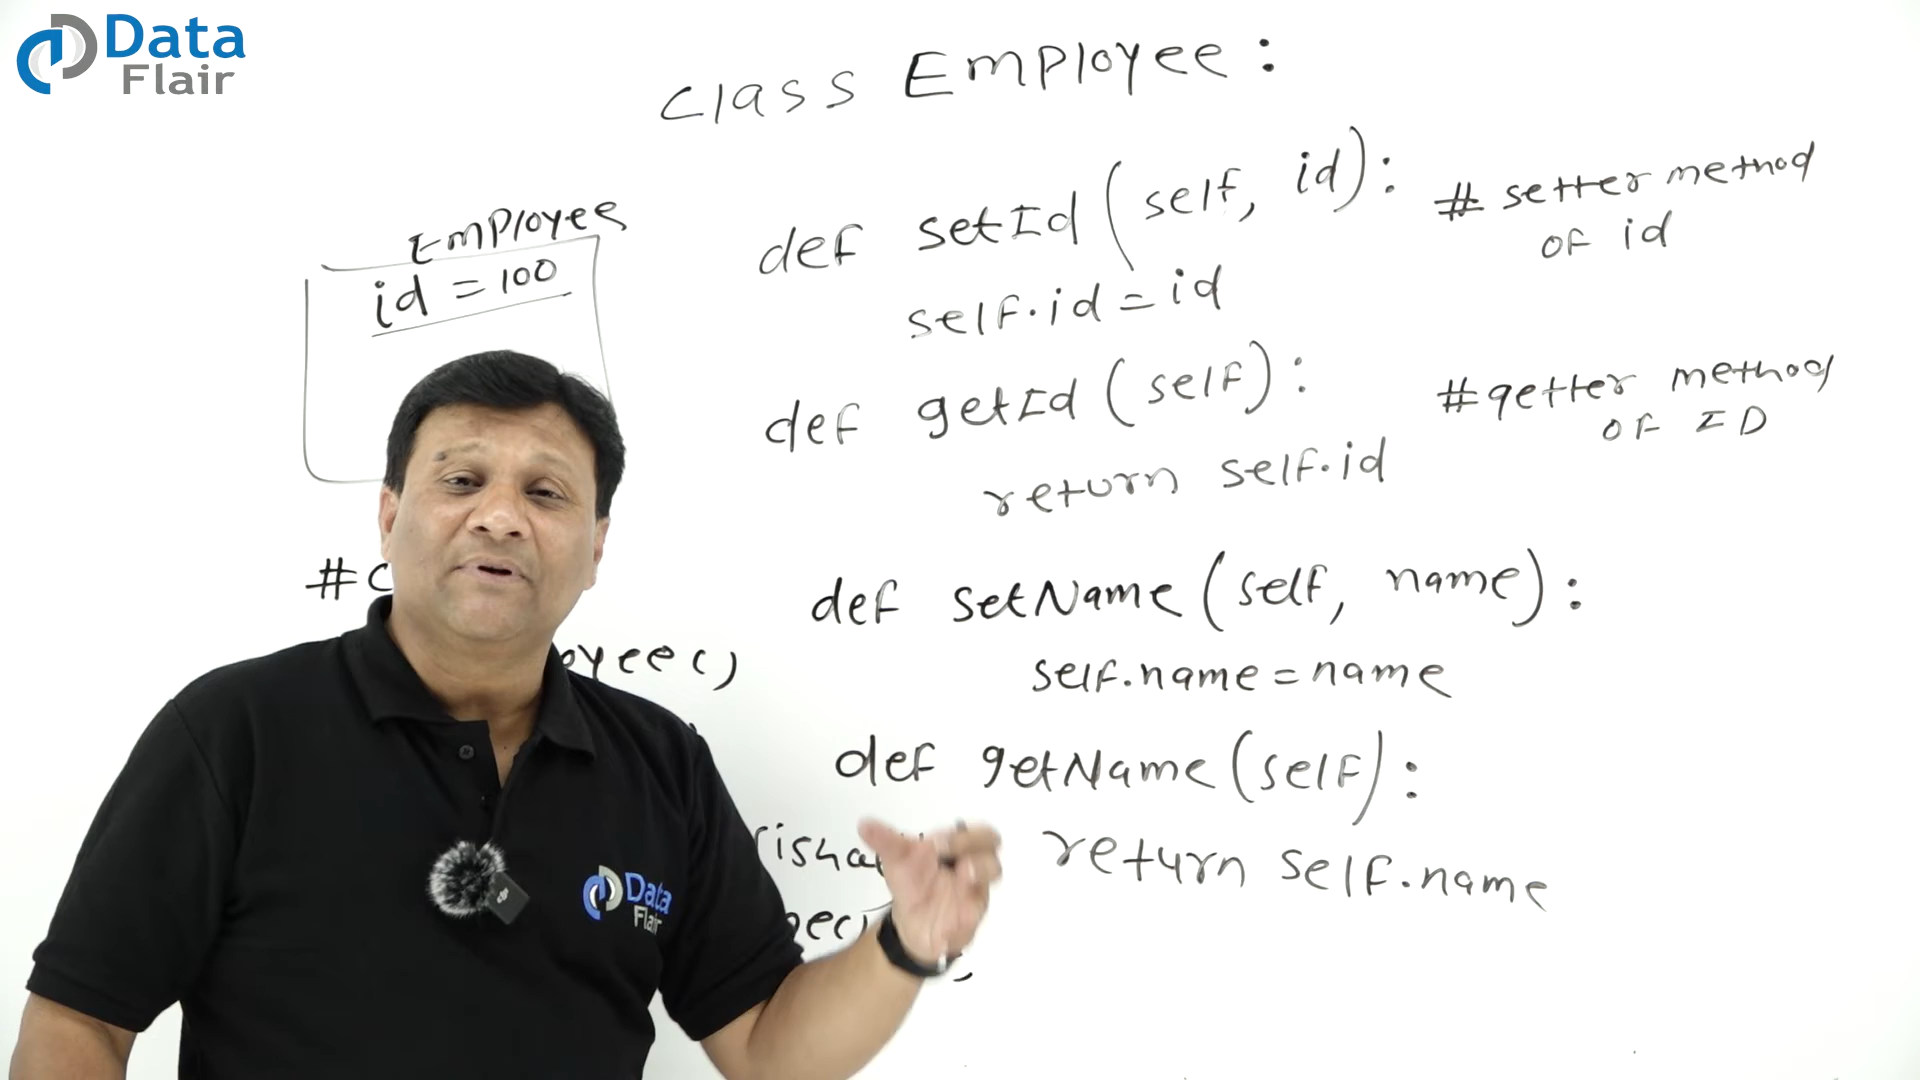 Data
Flair
class Employee:
Employee
id = 100
def setId(self, id): # setter method
of id
self.id = id
def getId(self): # getter method
of ID
return self.id
def setName(self, name):
self.name = name
def getName(self):
return self.name
#C
oyee()
Data
Flair